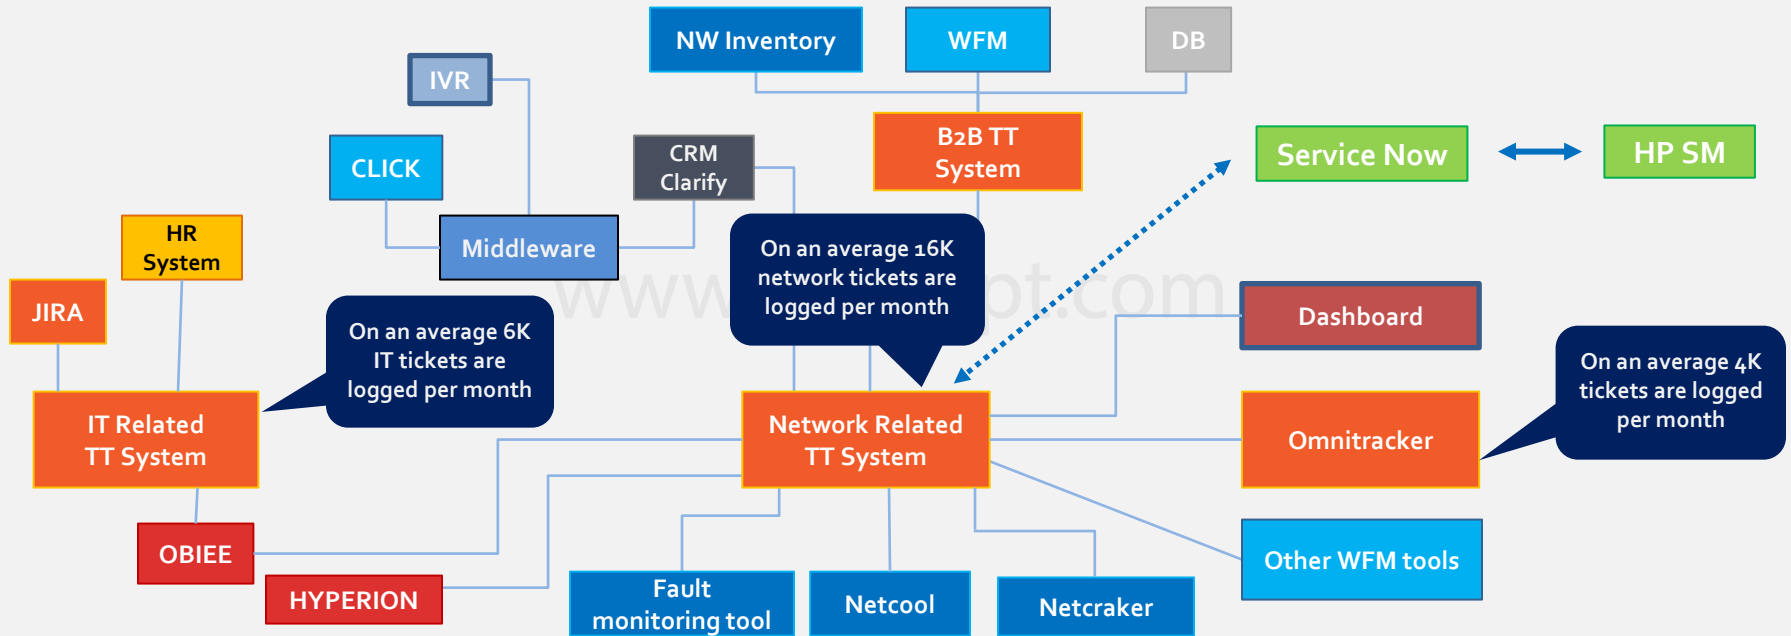 NW Inventory
WFM
DB
IVR
B2B TT
System
CRM
Clarify
CLICK
Service Now
HP SM
HR
System
Middleware
On an average 16K
network tickets are
logged per month
JIRA
On an average 6K
IT tickets are
logged per month
Dashboard
On an average 4K
tickets are logged
per month
IT Related
TT System
Network Related
TT System
Omnitracker
OBIEE
HYPERION
Fault
monitoring tool
Netcool
Netcraker
Other WFM tools